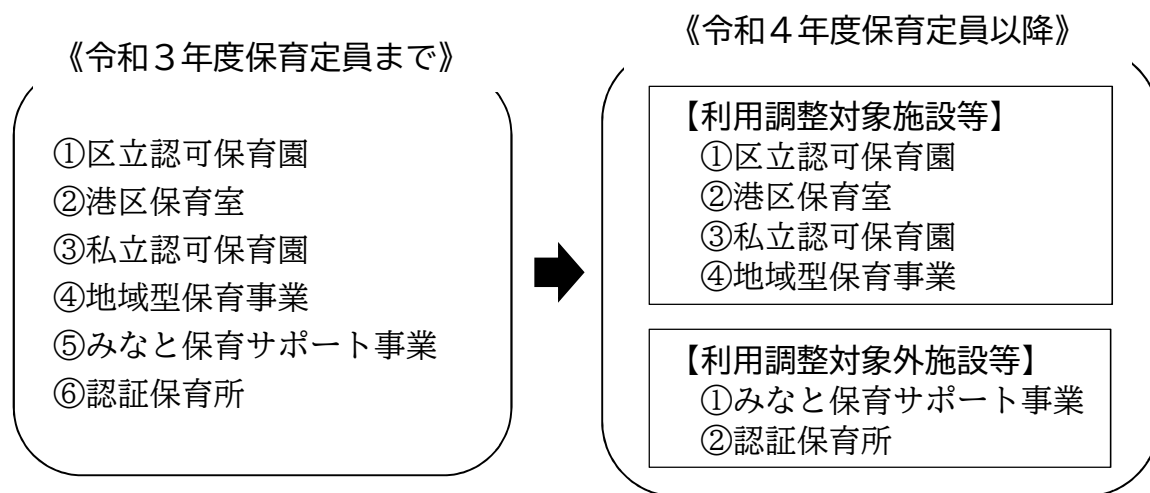 《令和３年度保育定員まで》
①区立認可保育園
②港区保育室
③私立認可保育園
④地域型保育事業
⑤みなと保育サポート事業
⑥認証保育所
《令和４年度保育定員以降》
【利用調整対象施設等】
①区立認可保育園
②港区保育室
③私立認可保育園
④地域型保育事業
【利用調整対象外施設等】
①みなと保育サポート事業
②認証保育所